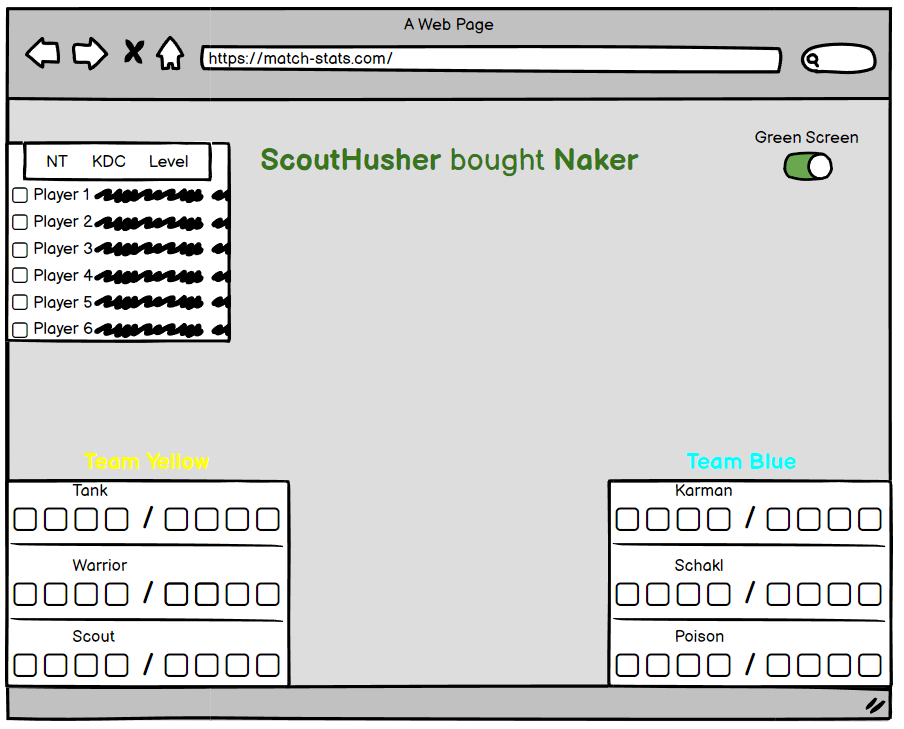 A Web Page
https://match-stats.com/
Green Screen
NT KDC Level
ScoutHusher bought Naker
Player 1
Player 2
Player 3
Player 4
Player 5
Player 6
Team Yellow
Tank
/
Warrior
/
Scout
/
Team Blue
Karman
/
Schakl
/
Poison
/